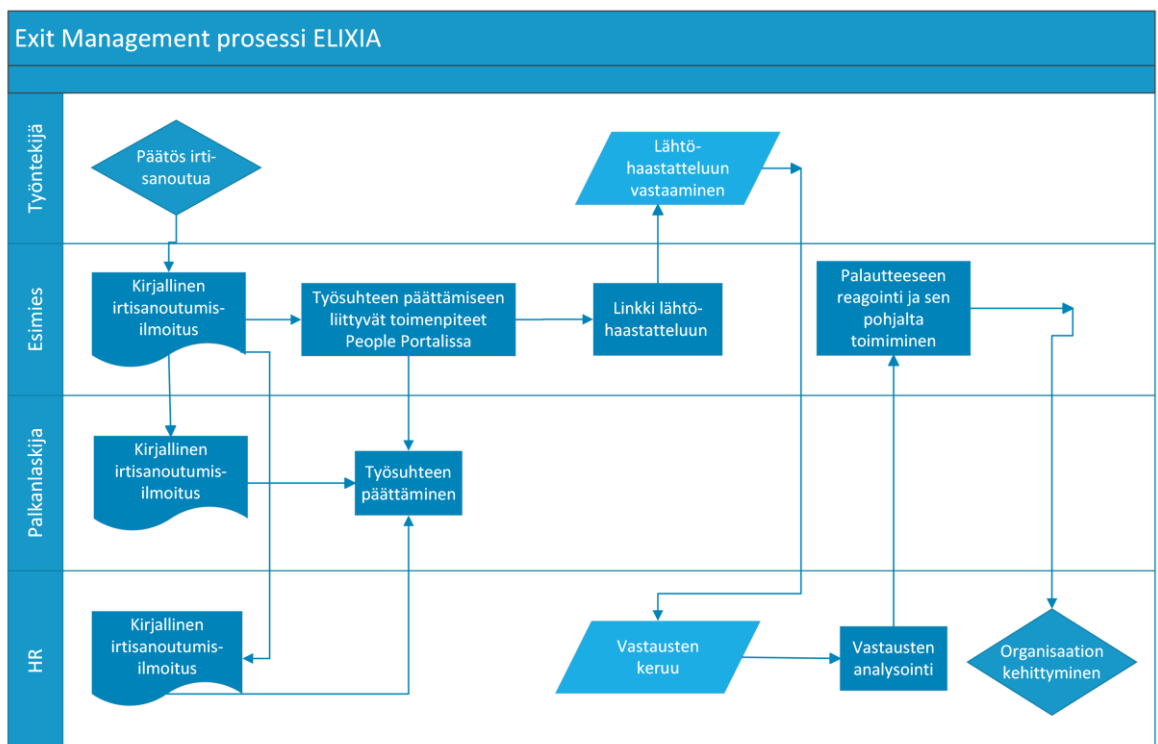 Exit Management prosessi ELIXIA
Työntekijä
Päätös irti-
sanoutua
Lähtö-
haastatteluun
vastaaminen
Esimies
Kirjallinen
irtisanoutumis-
ilmoitus
Työsuhteen päättämiseen
liittyvät toimenpiteet
People Portalissa
Linkki lähtö-
haastatteluun
Palautteeseen
reagointi ja sen
pohjalta
toimiminen
Palkanlaskija
Kirjallinen
irtisanoutumis-
ilmoitus
Työsuhteen
päättäminen
HR
Kirjallinen
irtisanoutumis-
ilmoitus
Vastausten
keruu
Vastausten
analysointi
Organisaation
kehittyminen